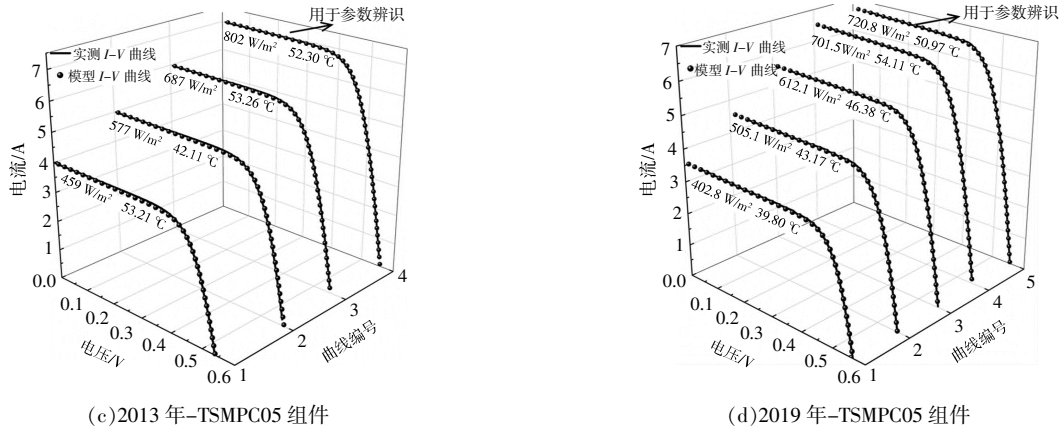 用于参数辨识
802 W/m² 52.30 ℃
7
实测 I–V 曲线
模型 I–V 曲线
687 W/m² 53.26 ℃
6
577 W/m² 42.11 ℃
5
4
459 W/m² 53.21℃
3
2
1
0.0
电流/A
0.1
0.2
0.3
0.4
0.5
0.6
电压/V
1
2
3
4
曲线编号
(c)2013 年–TSMPC05 组件
用于参数辨识
720.8 W/m² 50.97 ℃
701.5W/m² 54.11 ℃
7
实测 I–V 曲线
模型 I–V 曲线
612.1 W/m² 46.38 ℃
6
505.1 W/m² 43.17 ℃
5
4
402.8 W/m² 39.80 ℃
3
2
1
0.0
电流/A
0.1
0.2
0.3
0.4
0.5
0.6
电压/V
1
2
3
4
5
曲线编号
(d)2019 年–TSMPC05 组件